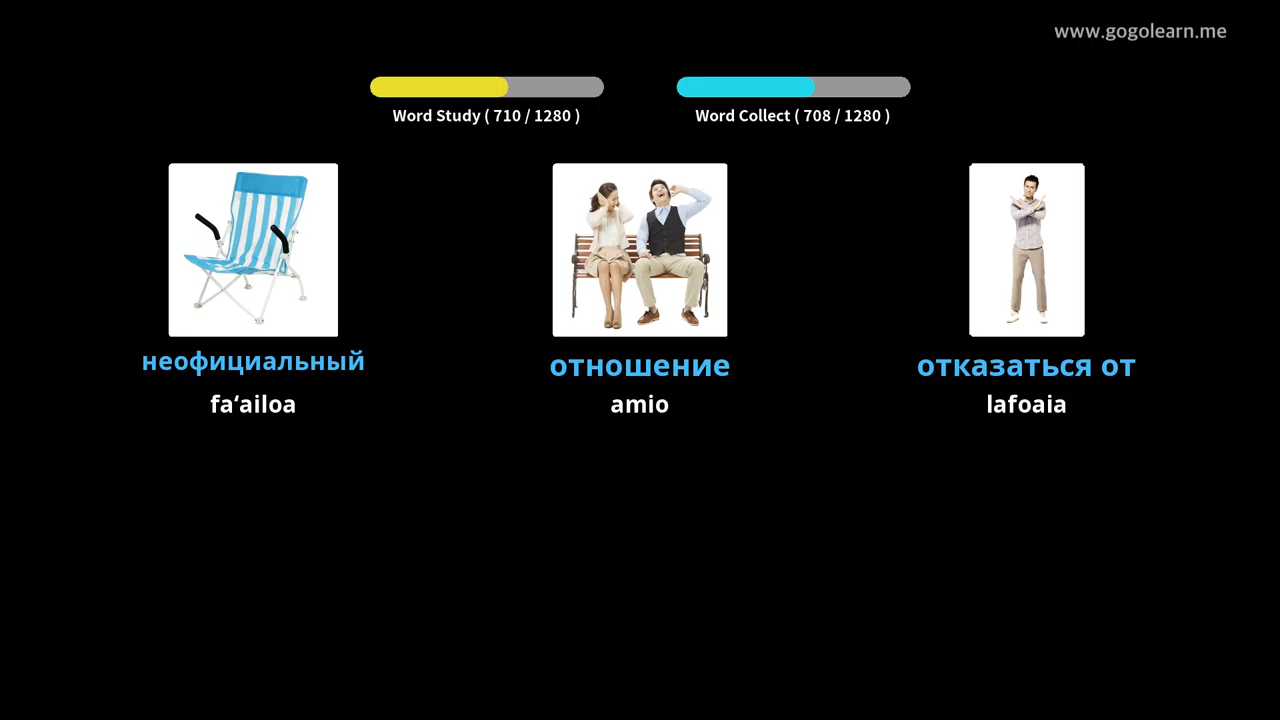 www.gogolearn.me
Word Study ( 710 / 1280 )
Word Collect ( 708 / 1280 )
неофициальный
отношение
отказаться от
fa‘ailoa
amio
lafoaia